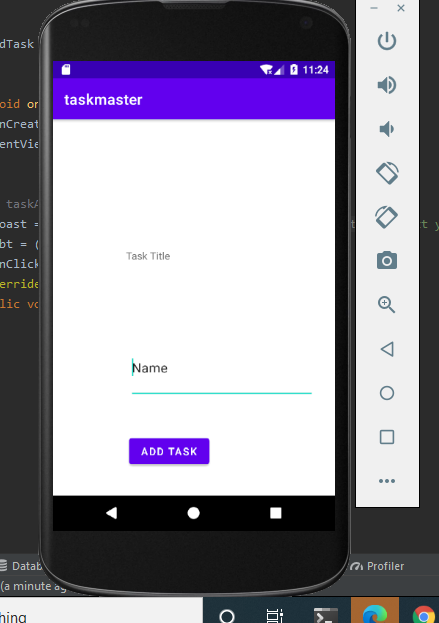 dTask
11:24
oid on
taskmaster
nCreat
entVie
taskA
oast =
bt = (
nClick
erride
lic vo
Task Title
Name
ADD TASK
Datab
Profiler
(a minute ag
hing